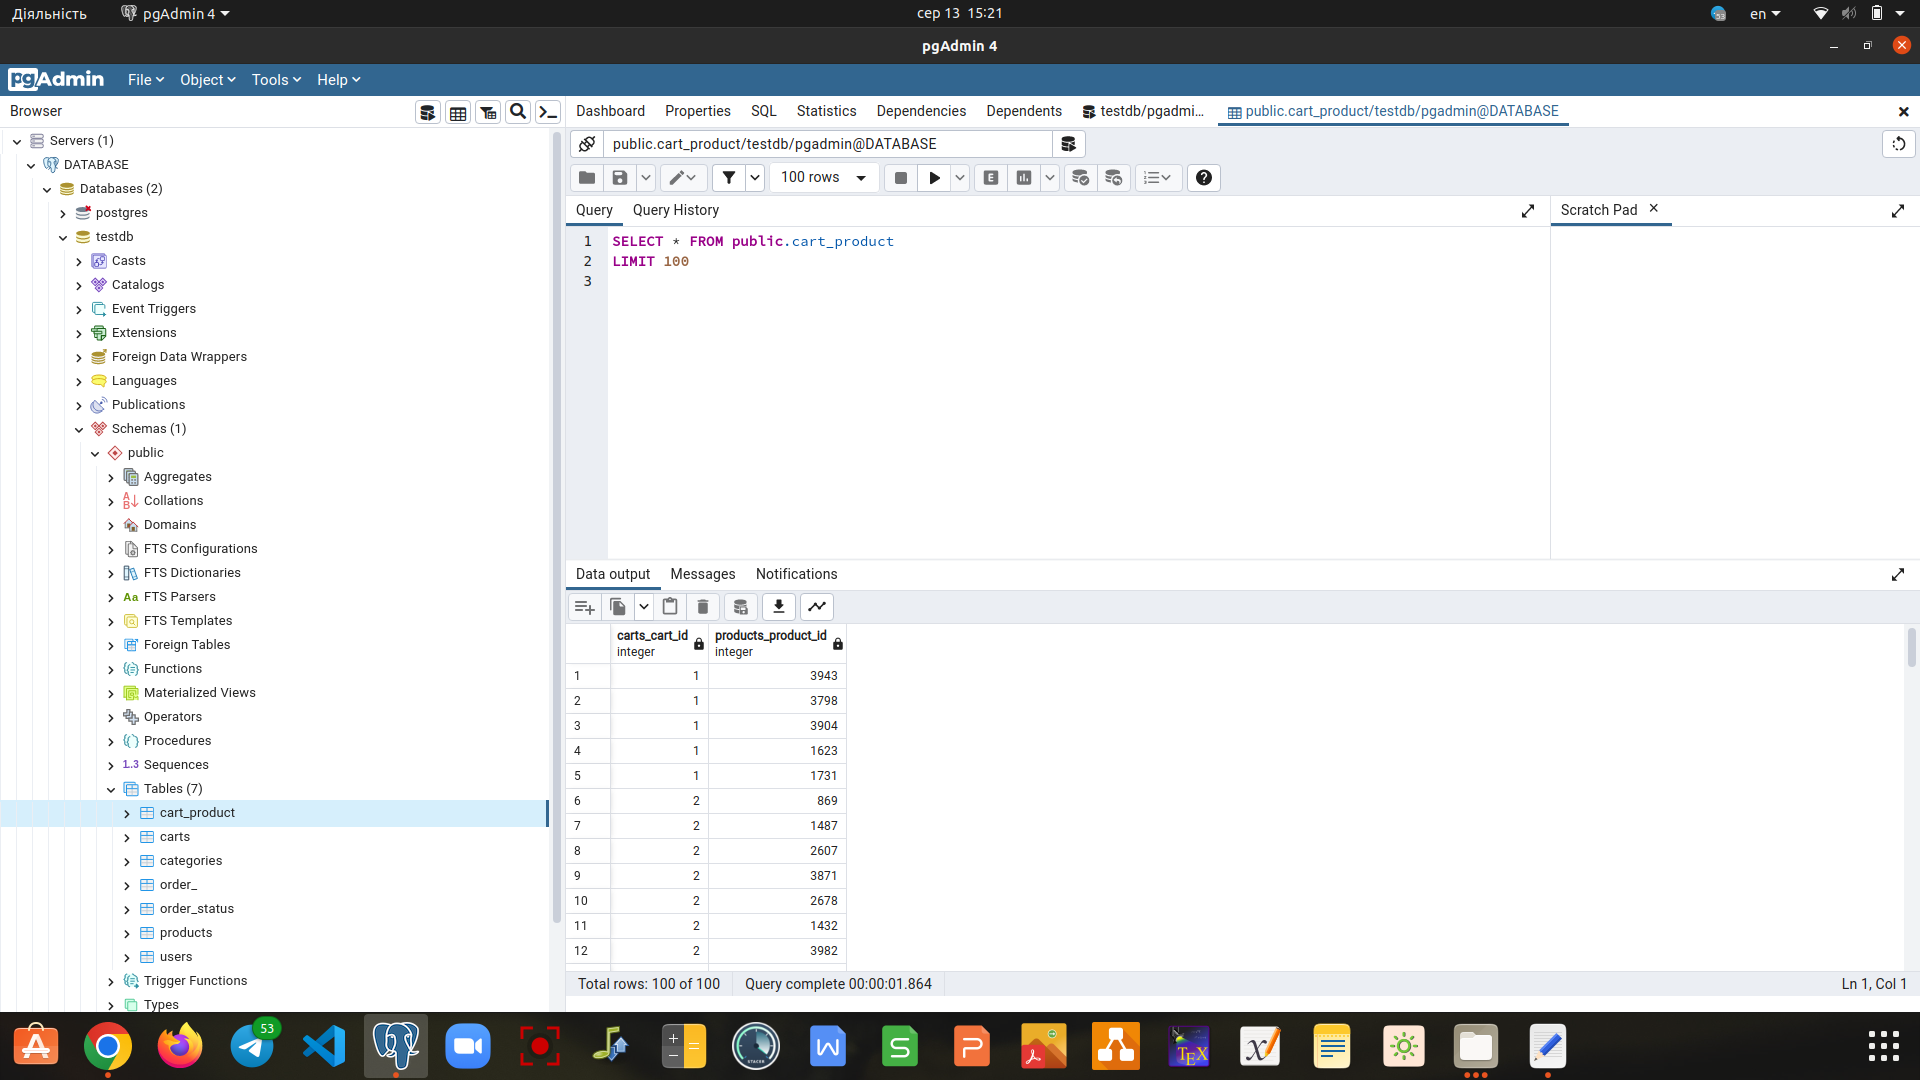 Діяльність
pgAdmin 4
сер 13 15:21
53
en
pgAdmin 4
pgAdmin
File
Object
Tools
Help
Browser
Dashboard
Properties
SQL
Statistics
Dependencies
Dependents
testdb/pgadmi...
public.cart_product/testdb/pgadmin@DATABASE
Servers (1)
DATABASE
Databases (2)
postgres
testdb
Casts
Catalogs
Event Triggers
Extensions
Foreign Data Wrappers
Languages
Publications
Schemas (1)
public
Aggregates
Collations
Domains
FTS Configurations
FTS Dictionaries
Aa FTS Parsers
FTS Templates
Foreign Tables
Functions
Materialized Views
Operators
Procedures
1..3 Sequences
Tables (7)
cart_product
carts
categories
order_
order_status
products
users
Trigger Functions
Types
public.cart_product/testdb/pgadmin@DATABASE
100 rows
E
Query
Query History
Scratch Pad
1 SELECT * FROM public.cart_product
2 LIMIT 100
3
Data output
Messages
Notifications
carts_cart_id integer
products_product_id integer
1 1 3943
2 1 3798
3 1 3904
4 1 1623
5 1 1731
6 2 869
7 2 1487
8 2 2607
9 2 3871
10 2 2678
11 2 1432
12 2 3982
Total rows: 100 of 100
Query complete 00:00:01.864
Ln 1, Col 1
53
STACER
W
S
P
TEX
X